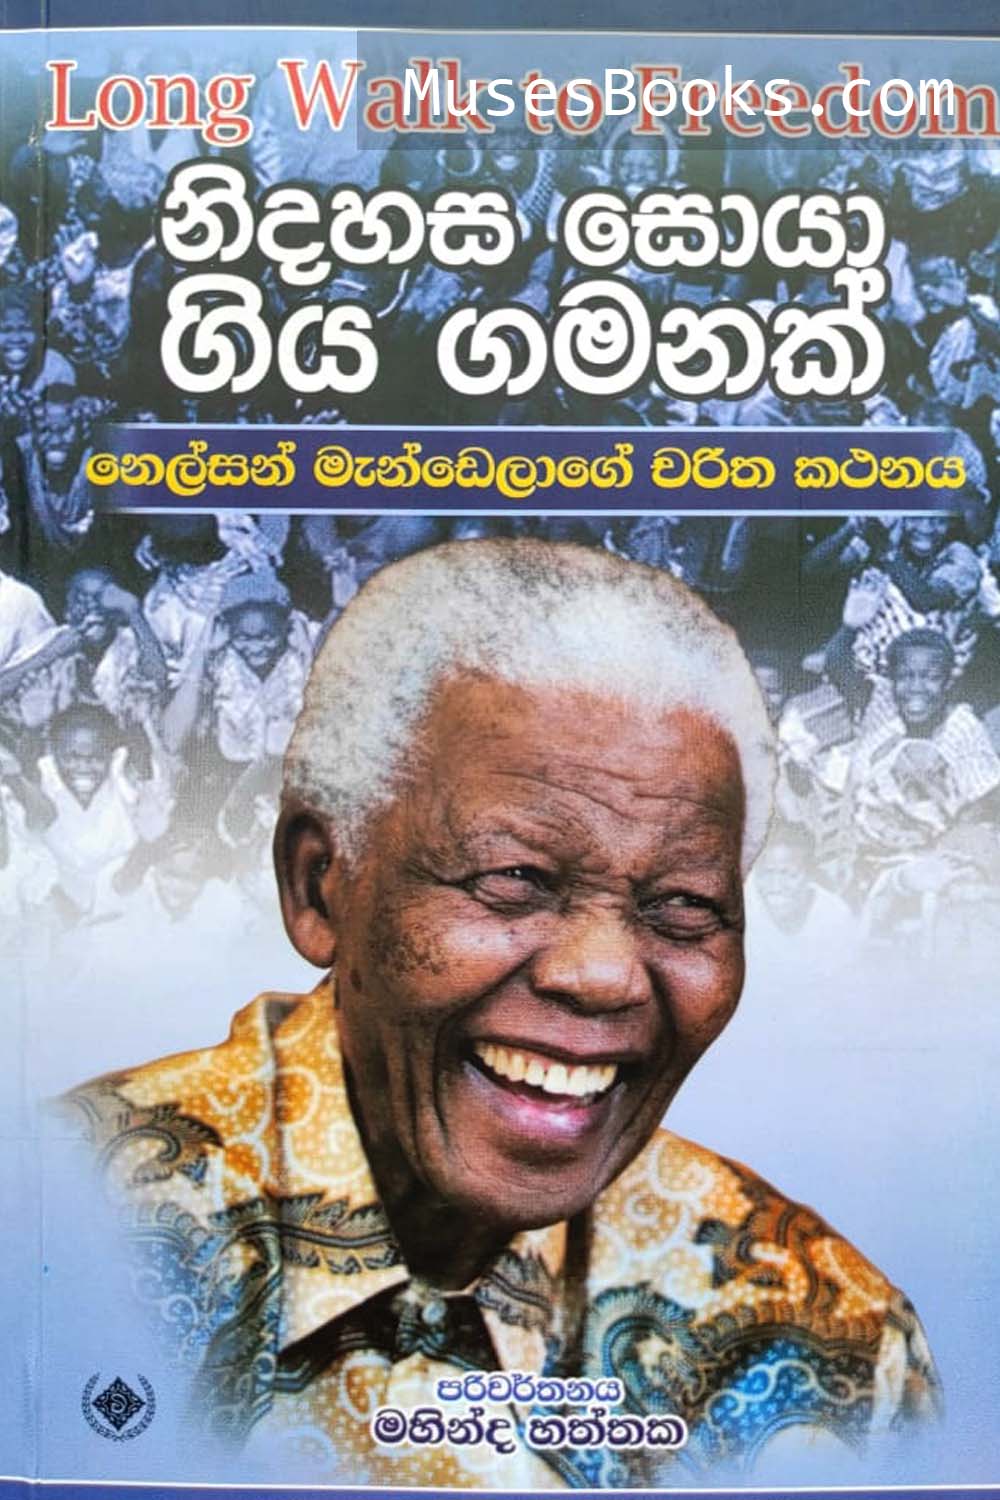 Long Walk to Freedom
MusesBooks.com
නිදහස සොයා
ගිය ගමනක්
නෙල්සන් මැන්ඩෙලාගේ චරිත කථනය
පරිවර්තනය
මහින්ද හත්තක